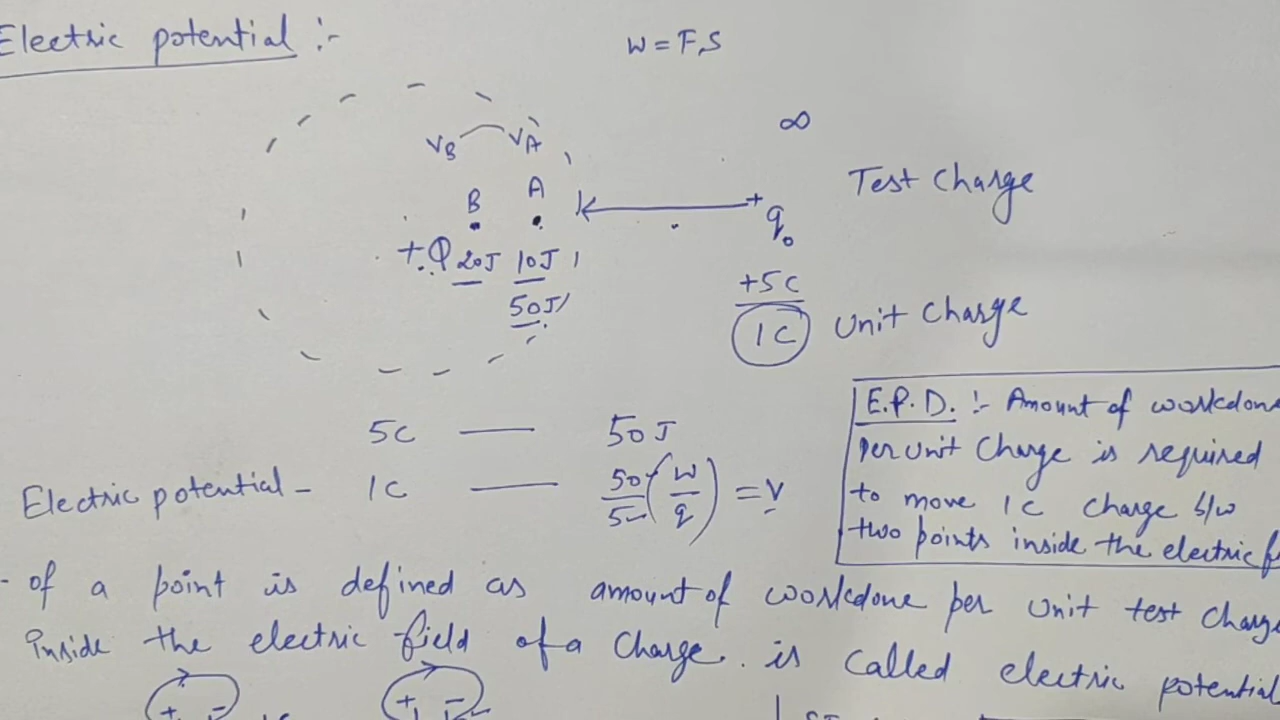 Electric potential :-
W = F.S
∞
VB VA
B A
Test Charge
+ q₀
+Q 20J 10J
+5C
50J
1C Unit Charge
E.P.D. :- Amount of workdone
per unit Charge is required
to move 1C charge b/w
two points inside the electric
5C — 50J
Electric potential - 1C — 50/5 (W/q) = V
- of a point is defined as amount of workdone per unit test charge
inside the electric field of a Charge. is called electric potential
+ -
+ -